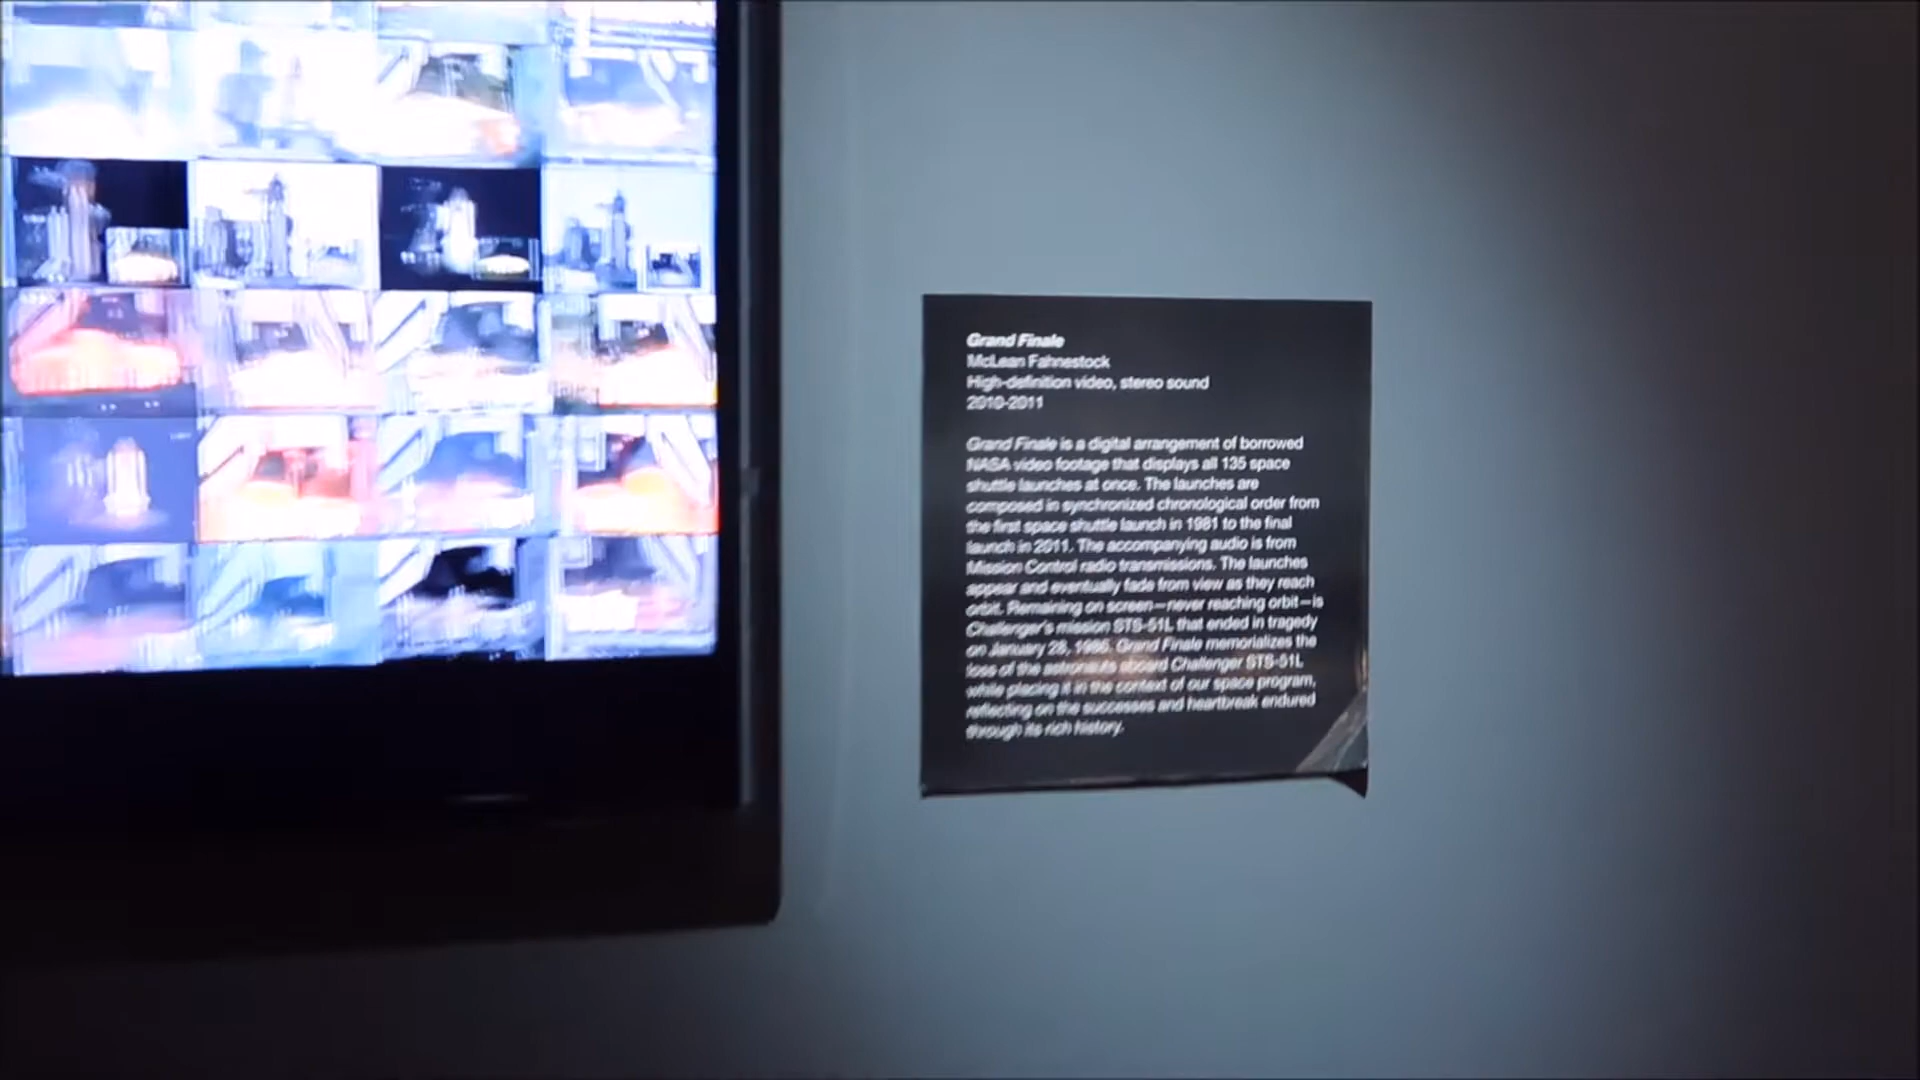 Grand Finale
McLean Fahnestock
High-definition video, stereo sound
2010-2011
Grand Finale is a digital arrangement of borrowed
NASA video footage that displays all 135 space
shuttle launches at once. The launches are
composed in synchronized chronological order from
the first space shuttle launch in 1981 to the final
launch in 2011. The accompanying audio is from
Mission Control radio transmissions. The launches
appear and eventually fade from view as they reach
orbit. Remaining on screen—never reaching orbit—is
Challenger's mission STS-51L that ended in tragedy
on January 28, 1986. Grand Finale memorializes the
loss of the astronauts aboard Challenger STS-51L
while placing it in the context of our space program,
reflecting on the successes and heartbreak endured
through its rich history.